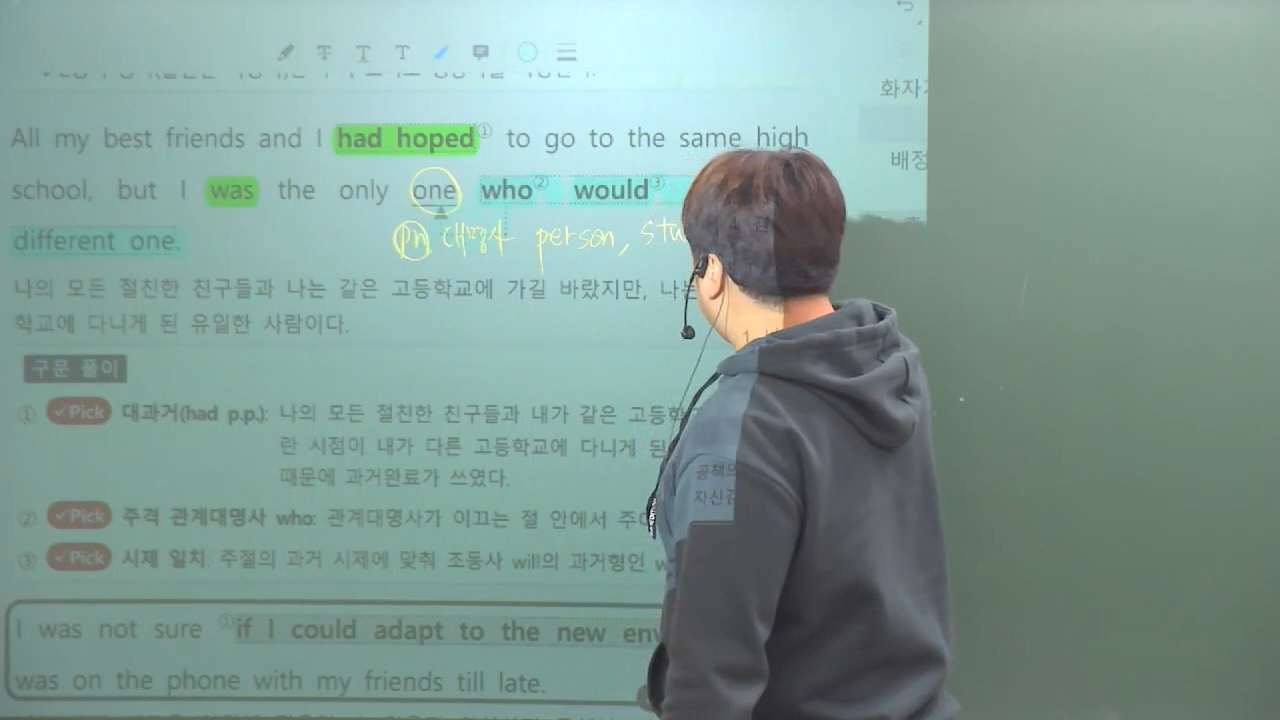 화자
배정
All my best friends and I had hoped① to go to the same high
school, but I was the only one who② would③
pn 대명사 person, stu
different one.
나의 모든 절친한 친구들과 나는 같은 고등학교에 가길 바랐지만, 나는
학교에 다니게 된 유일한 사람이다.
구문 풀이
① ✓Pick 대과거(had p.p.): 나의 모든 절친한 친구들과 내가 같은 고등학
란 시점이 내가 다른 고등학교에 다니게 된
때문에 과거완료가 쓰였다.
공책의
자신감
② ✓Pick 주격 관계대명사 who: 관계대명사가 이끄는 절 안에서 주어
③ ✓Pick 시제 일치: 주절의 과거 시제에 맞춰 조동사 will의 과거형인 w
I was not sure ①if I could adapt to the new env
was on the phone with my friends till late.